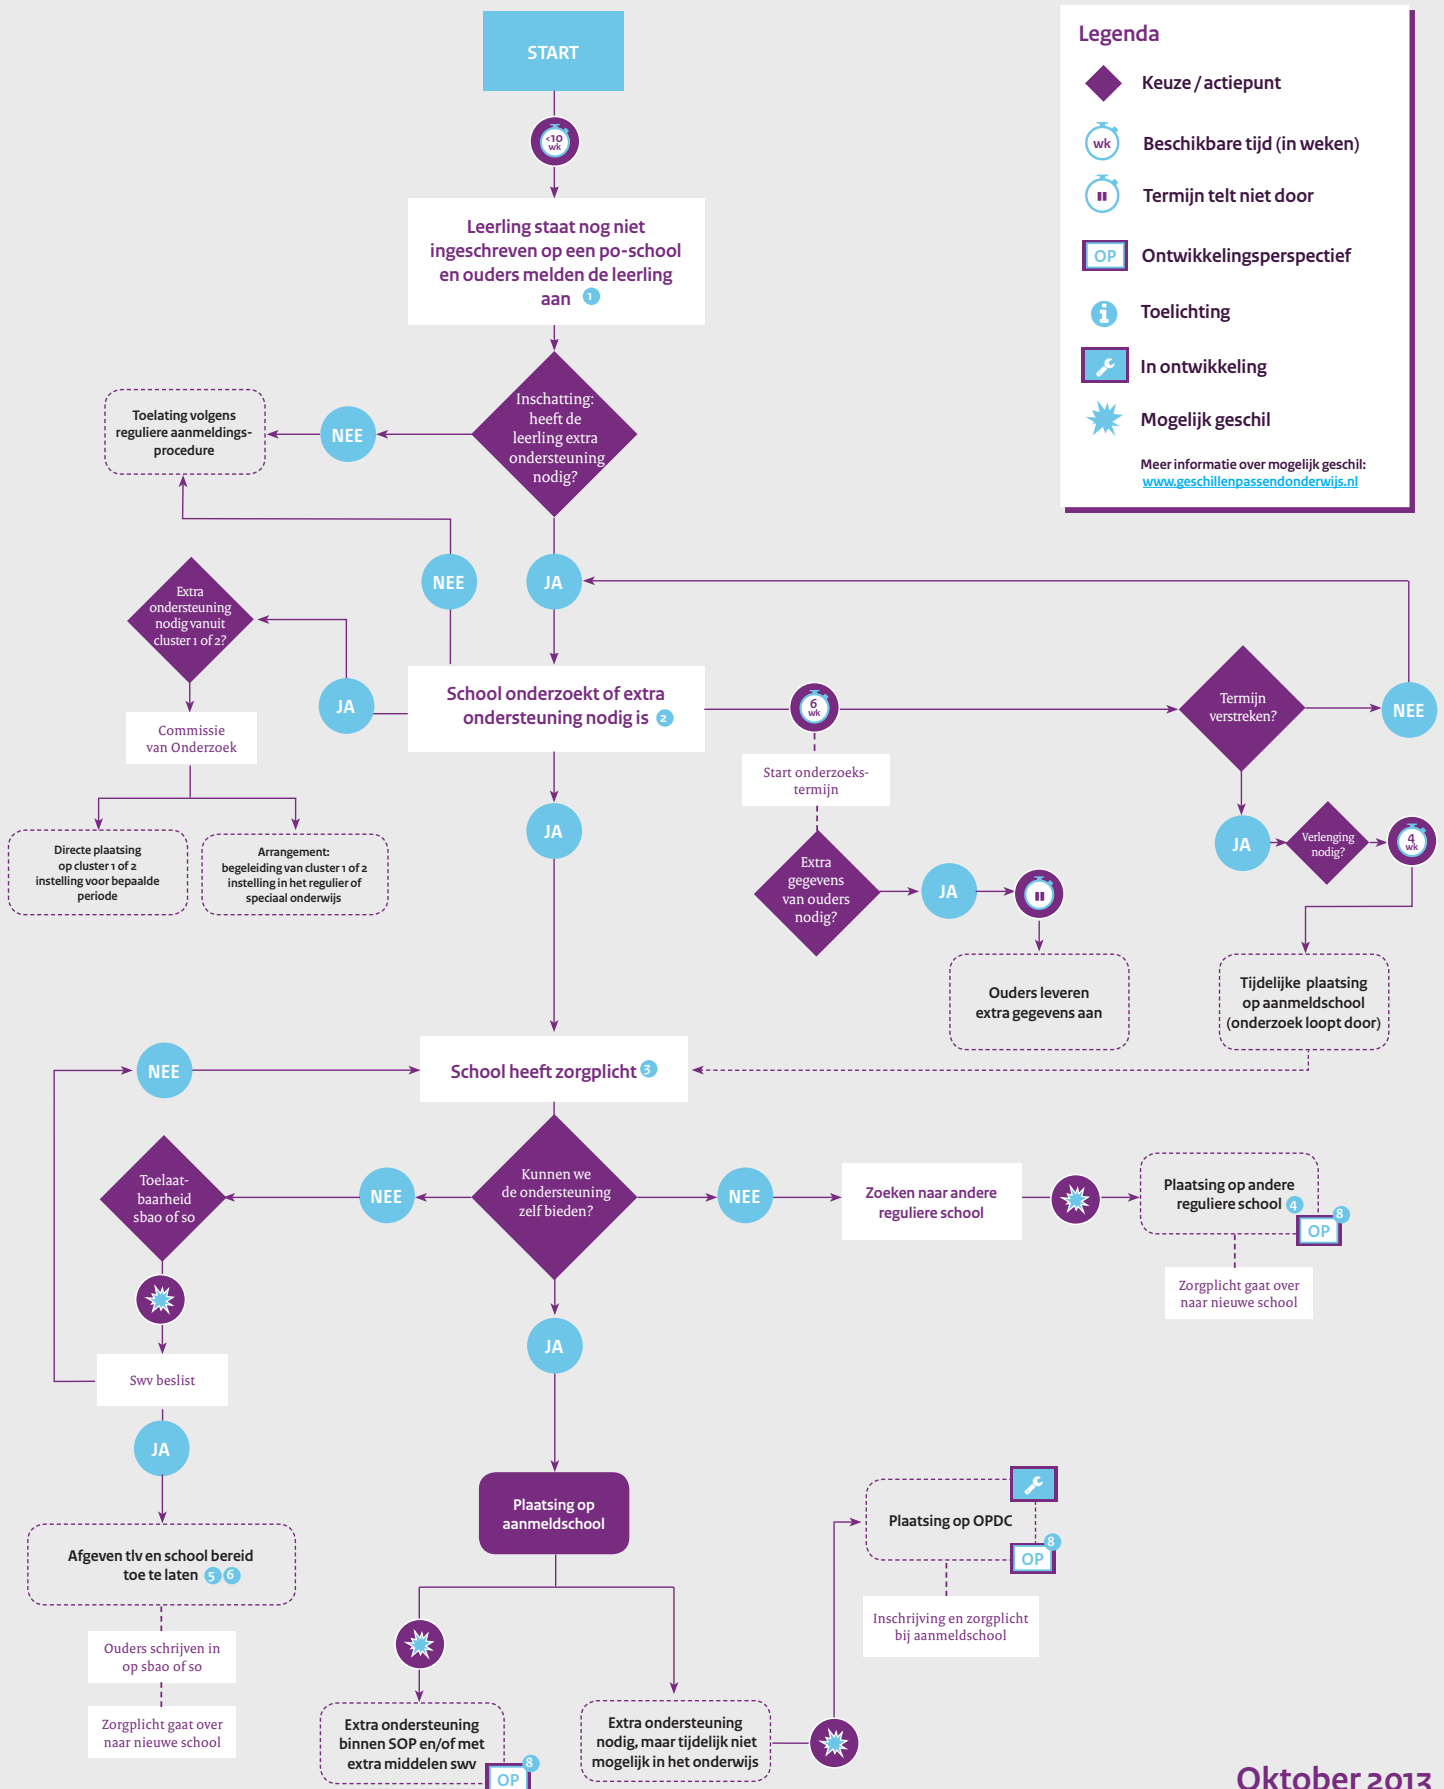 START
<10
wk
Leerling staat nog niet
ingeschreven op een po-school
en ouders melden de leerling
aan 1
Inschatting:
heeft de
leerling extra
ondersteuning
nodig?
NEE
Toelating volgens
reguliere aanmeldings-
procedure
NEE
JA
Extra
ondersteuning
nodig vanuit
cluster 1 of 2?
JA
School onderzoekt of extra
ondersteuning nodig is 2
6
wk
Termijn
verstreken?
NEE
Commissie
van Onderzoek
Start onderzoeks-
termijn
Directe plaatsing
op cluster 1 of 2
instelling voor bepaalde
periode
Arrangement:
begeleiding van cluster 1 of 2
instelling in het regulier of
speciaal onderwijs
JA
Extra
gegevens
van ouders
nodig?
JA
Ouders leveren
extra gegevens aan
JA
Verlenging
nodig?
4
wk
Tijdelijke plaatsing
op aanmeldschool
(onderzoek loopt door)
NEE
School heeft zorgplicht 3
Toelaat-
baarheid
sbao of so
NEE
Kunnen we
de ondersteuning
zelf bieden?
NEE
Zoeken naar andere
reguliere school
Plaatsing op andere
reguliere school 4
8
OP
Zorgplicht gaat over
naar nieuwe school
Swv beslist
JA
JA
Afgeven tlv en school bereid
toe te laten 5 6
Ouders schrijven in
op sbao of so
Zorgplicht gaat over
naar nieuwe school
Plaatsing op
aanmeldschool
Plaatsing op OPDC
8
OP
Inschrijving en zorgplicht
bij aanmeldschool
Extra ondersteuning
binnen SOP en/of met
extra middelen swv
8
OP
Extra ondersteuning
nodig, maar tijdelijk niet
mogelijk in het onderwijs
Legenda
Keuze / actiepunt
wk
Beschikbare tijd (in weken)
Termijn telt niet door
OP
Ontwikkelingsperspectief
i
Toelichting
In ontwikkeling
Mogelijk geschil
Meer informatie over mogelijk geschil:
www.geschillenpassendonderwijs.nl
Oktober 2013